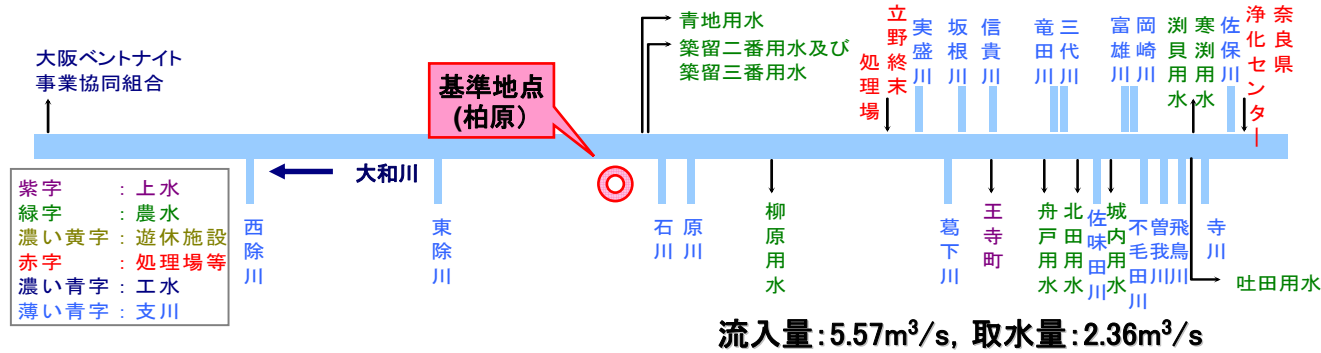 大阪ベントナイト
事業協同組合
基準地点
(柏原)
青地用水
築留二番用水及び
築留三番用水
立野終末
処理場
実盛川
坂根川
信貴川
竜田川
三代川
富雄川
岡崎川
渕貝用水
寒渕用水
佐保川
奈良県
浄化センター
大和川
紫字 : 上水
緑字 : 農水
濃い黄字 : 遊休施設
赤字 : 処理場等
濃い青字 : 工水
薄い青字 : 支川
西除川
東除川
石川
原川
柳原用水
葛下川
王寺町
舟戸用水
北田用水
佐味田川
城内用水
不毛田川
曽我川
飛鳥川
寺川
吐田用水
流入量:5.57m³/s, 取水量:2.36m³/s